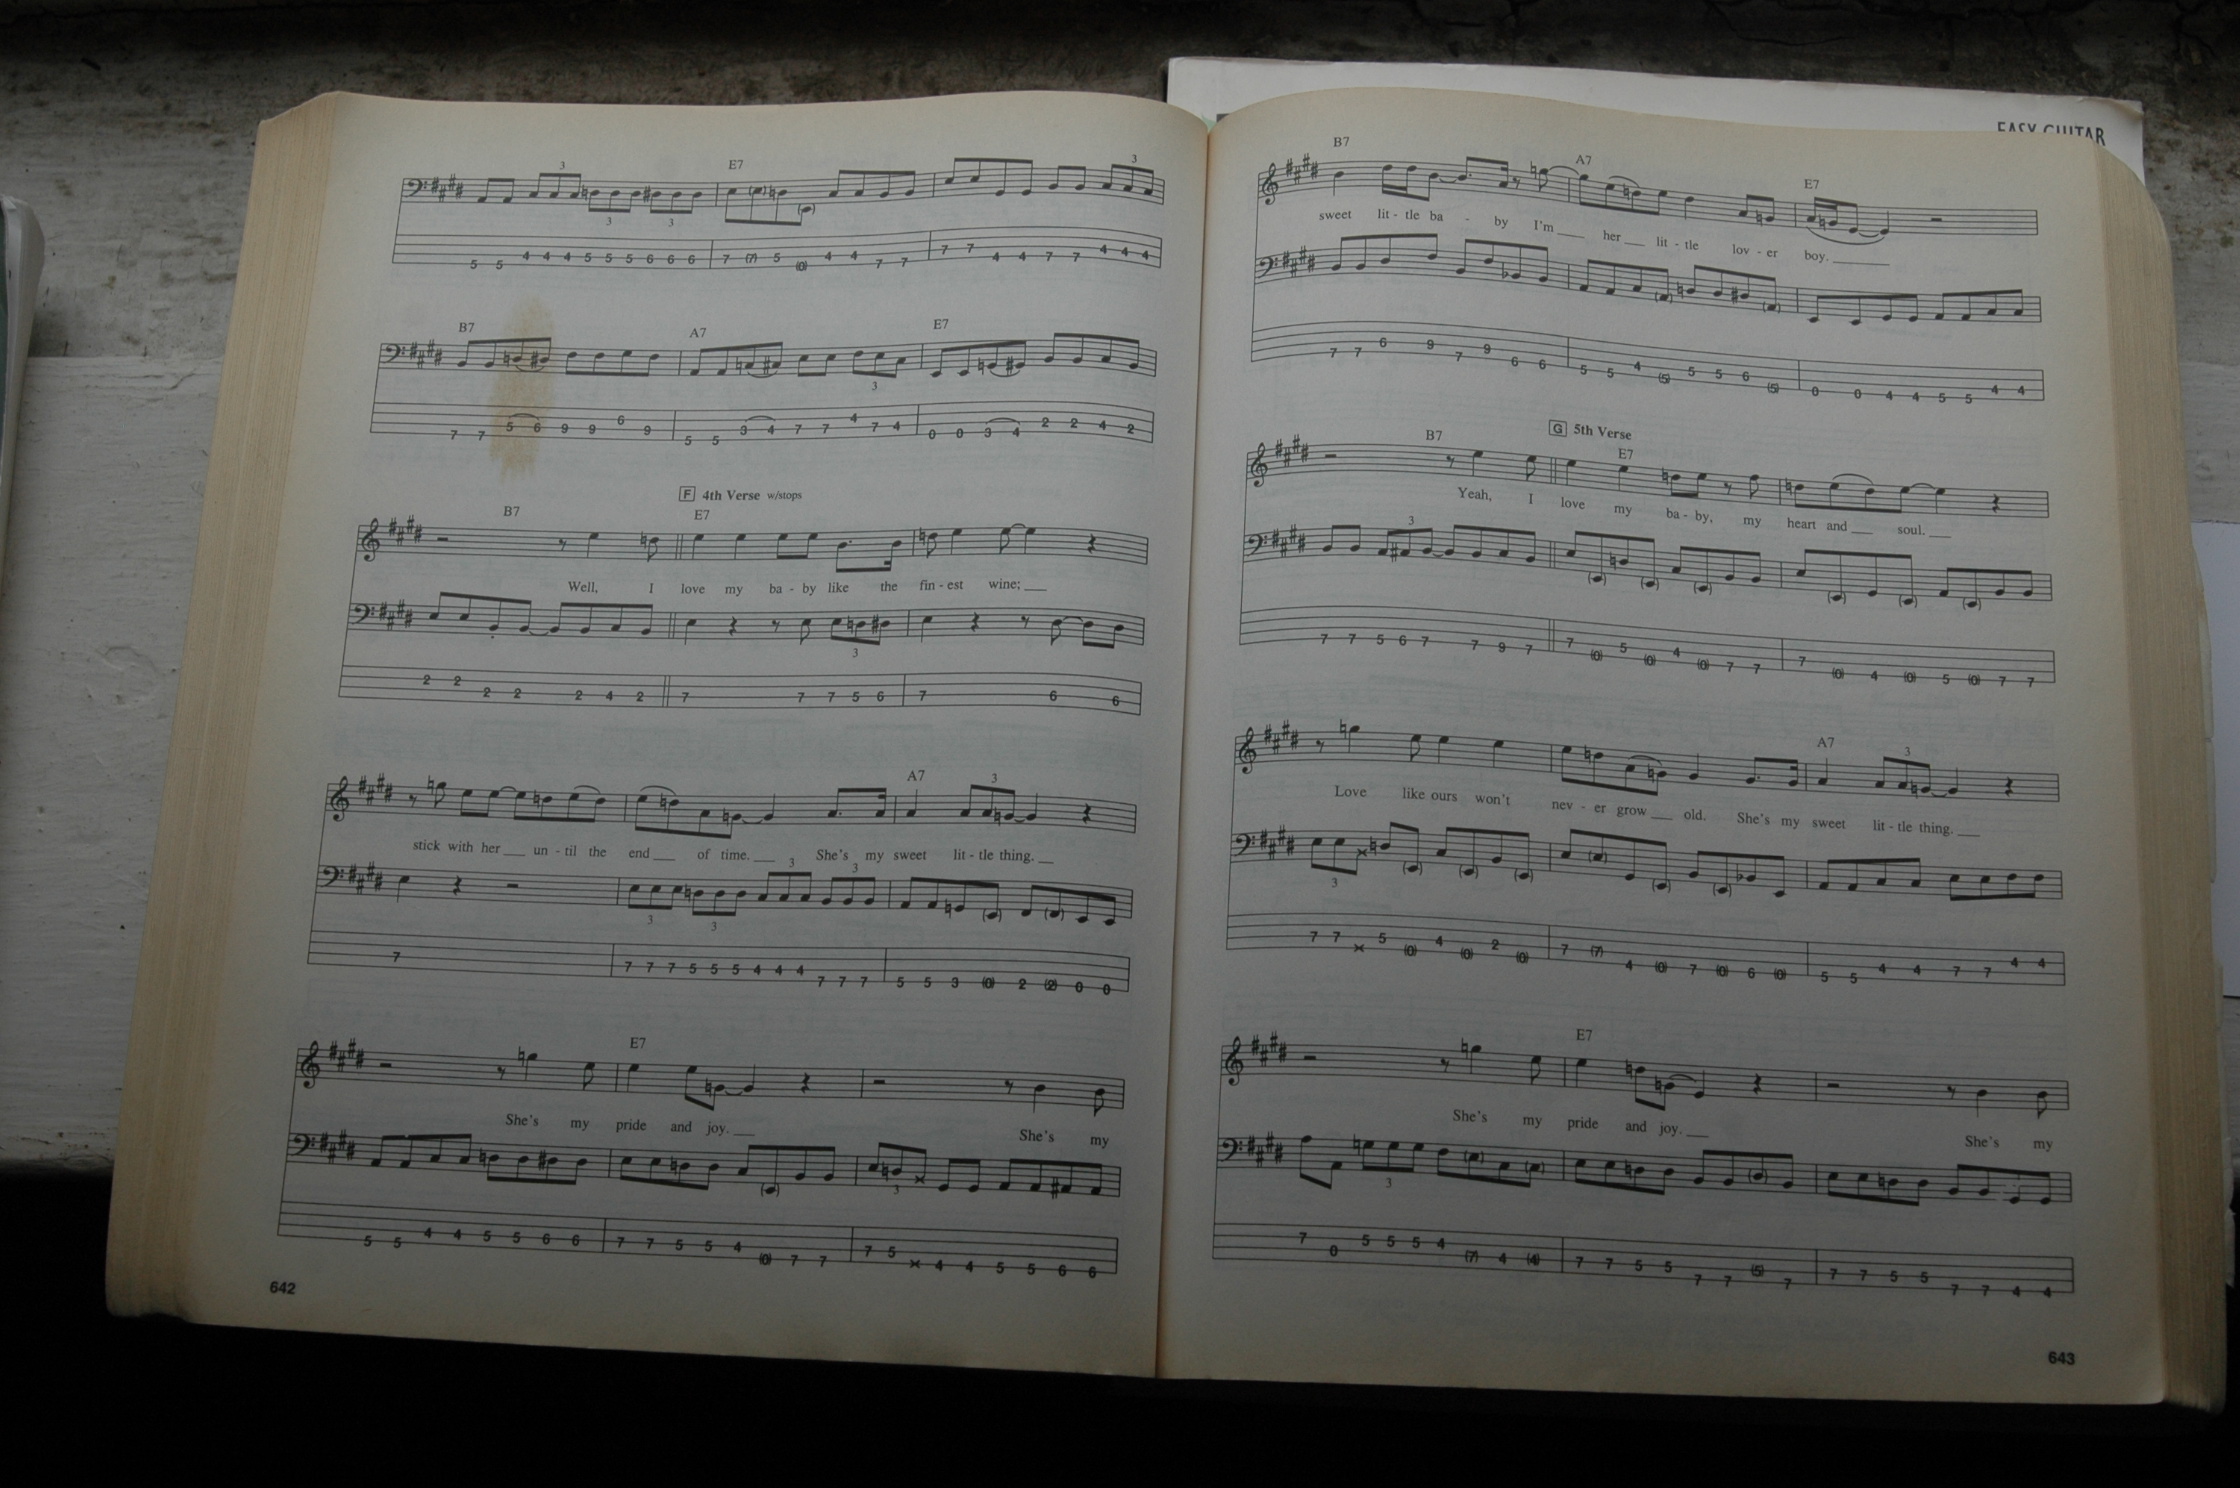 EASY GUITAR
3 E7 3
3 3
5 5 4 4 4 5 5 5 6 6 6 7 (7) 5 (0) 4 4 7 7 7 7 4 4 7 7 4 4 4
B7 A7 E7
3
7 7 5 6 9 9 6 9 5 5 3 4 7 7 4 7 4 0 0 3 4 2 2 4 2
F 4th Verse w/stops
B7 E7
Well, I love my ba - by like the fin - est wine;
3
2 2 2 2 2 4 2 7 7 7 5 6 7 6 6
A7 3
stick with her un - til the end of time. She's my sweet lit - tle thing.
3 3
3 3
7 7 7 7 5 5 5 4 4 4 7 7 7 5 5 3 (0) 2 (2) 0 0
E7
She's my pride and joy. She's my
3
5 5 4 4 5 5 6 6 7 7 5 5 4 (0) 7 7 7 5 x 4 4 5 5 6 6
642
B7 A7 E7
sweet lit - tle ba - by I'm her lit - tle lov - er boy.
7 7 6 9 7 9 6 6 5 5 4 (5) 5 5 6 (5) 0 0 4 4 5 5 4 4
G 5th Verse
B7 E7
Yeah, I love my ba - by, my heart and soul.
3
7 7 5 6 7 7 9 7 7 (0) 5 (0) 4 (0) 7 7 7 (0) 4 (0) 5 (0) 7 7
A7 3
Love like ours won't nev - er grow old. She's my sweet lit - tle thing.
3
7 7 x 5 (0) 4 (0) 2 (0) 7 (7) 4 (0) 7 (0) 6 (0) 5 5 4 4 7 7 4 4
E7
She's my pride and joy. She's my
3
7 0 5 5 5 4 (7) 4 (4) 7 7 5 5 7 7 (5) 7 7 7 5 5 7 7 4 4
643